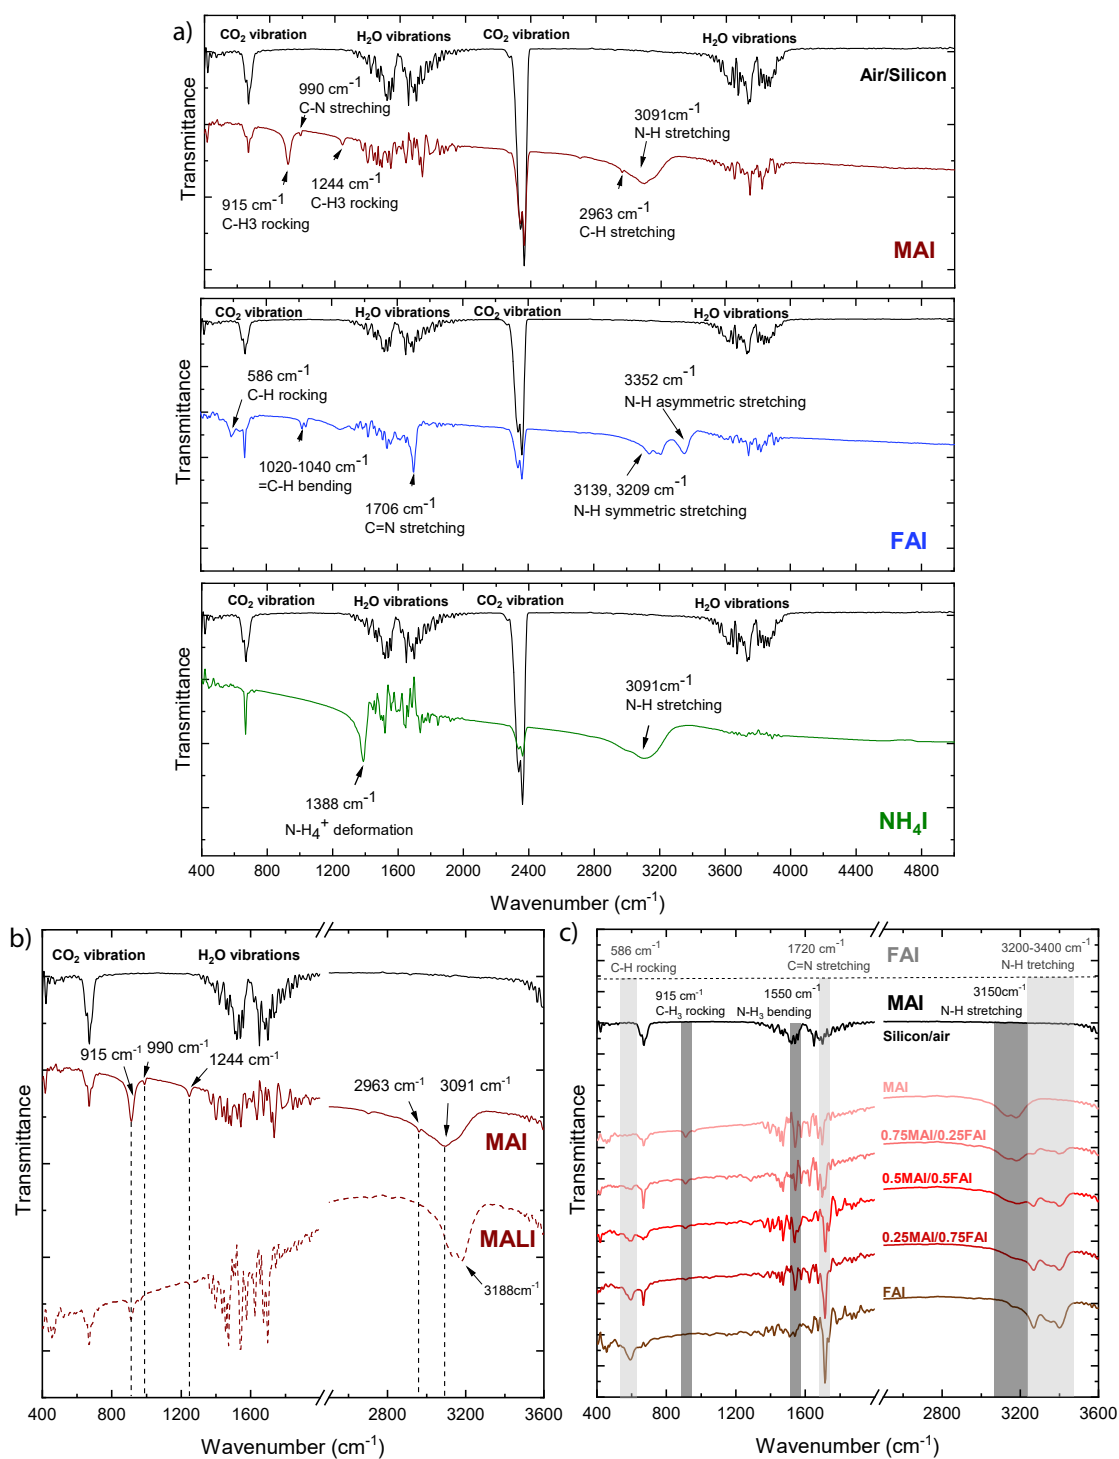 a)
CO2 vibration
H2O vibrations
CO2 vibration
H2O vibrations
Air/Silicon
990 cm-1
C-N streching
3091cm-1
N-H stretching
915 cm-1
C-H3 rocking
1244 cm-1
C-H3 rocking
2963 cm-1
C-H stretching
MAI
Transmittance
CO2 vibration
H2O vibrations
CO2 vibration
H2O vibrations
586 cm-1
C-H rocking
3352 cm-1
N-H asymmetric stretching
1020-1040 cm-1
=C-H bending
1706 cm-1
C=N stretching
3139, 3209 cm-1
N-H symmetric stretching
FAI
Transmittance
CO2 vibration
H2O vibrations
CO2 vibration
H2O vibrations
3091cm-1
N-H stretching
1388 cm-1
N-H4+ deformation
NH4I
Transmittance
400 800 1200 1600 2000 2400 2800 3200 3600 4000 4400 4800
Wavenumber (cm-1)
b)
CO2 vibration
H2O vibrations
915 cm-1
990 cm-1
1244 cm-1
2963 cm-1
3091 cm-1
MAI
MALI
3188cm-1
Transmittance
400 800 1200 1600 2800 3200 3600
Wavenumber (cm-1)
c)
586 cm-1
C-H rocking
1720 cm-1
C=N stretching
FAI
3200-3400 cm-1
N-H tretching
915 cm-1
C-H3 rocking
1550 cm-1
N-H3 bending
MAI
3150cm-1
N-H stretching
Silicon/air
MAI
0.75MAI/0.25FAI
0.5MAI/0.5FAI
0.25MAI/0.75FAI
FAI
Transmittance
400 800 1200 1600 2800 3200 3600
Wavenumber (cm-1)